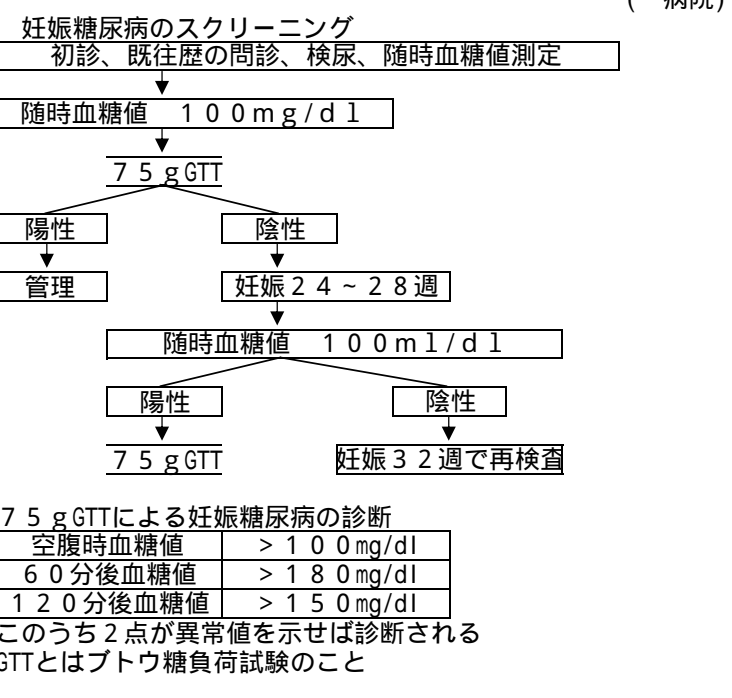 ( 病院)
妊娠糖尿病のスクリーニング
初診、既往歴の問診、検尿、随時血糖値測定
随時血糖値 １００ｍｇ/ｄｌ
７５ｇGTT
陽性 陰性
管理 妊娠２４~２８週
随時血糖値 １００ｍｌ/ｄｌ
陽性 陰性
７５ｇGTT 妊娠３２週で再検査
７５ｇGTTによる妊娠糖尿病の診断
空腹時血糖値 >１００㎎/dl
６０分後血糖値 >１８０㎎/dl
１２０分後血糖値 >１５０㎎/dl
このうち２点が異常値を示せば診断される
GTTとはブトウ糖負荷試験のこと